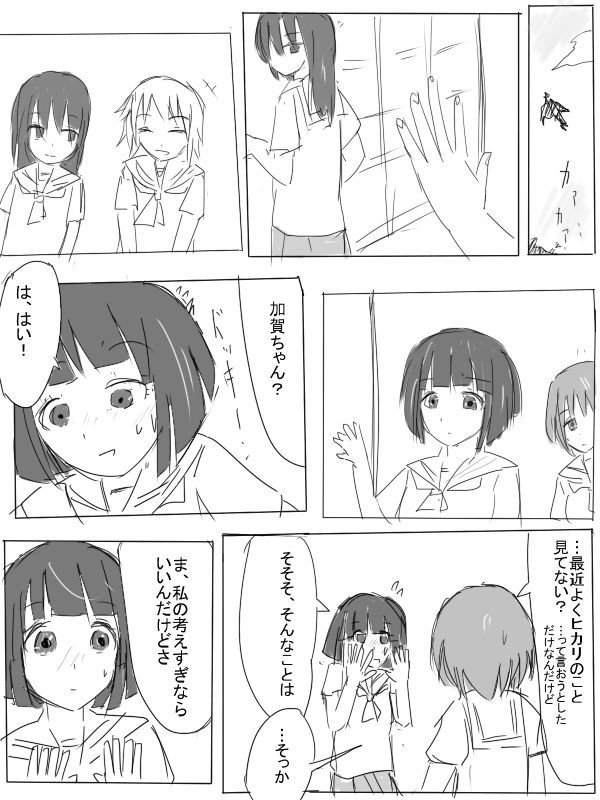 カァ
カァ…
加賀ちゃん?
ドキッ
は、はい!
…最近よくヒカリのこと
見てない?
…って言おうとした
だけなんだけど
そそそ、そんなことは
…そっか
ま、私の考えすぎなら
いいんだけどさ